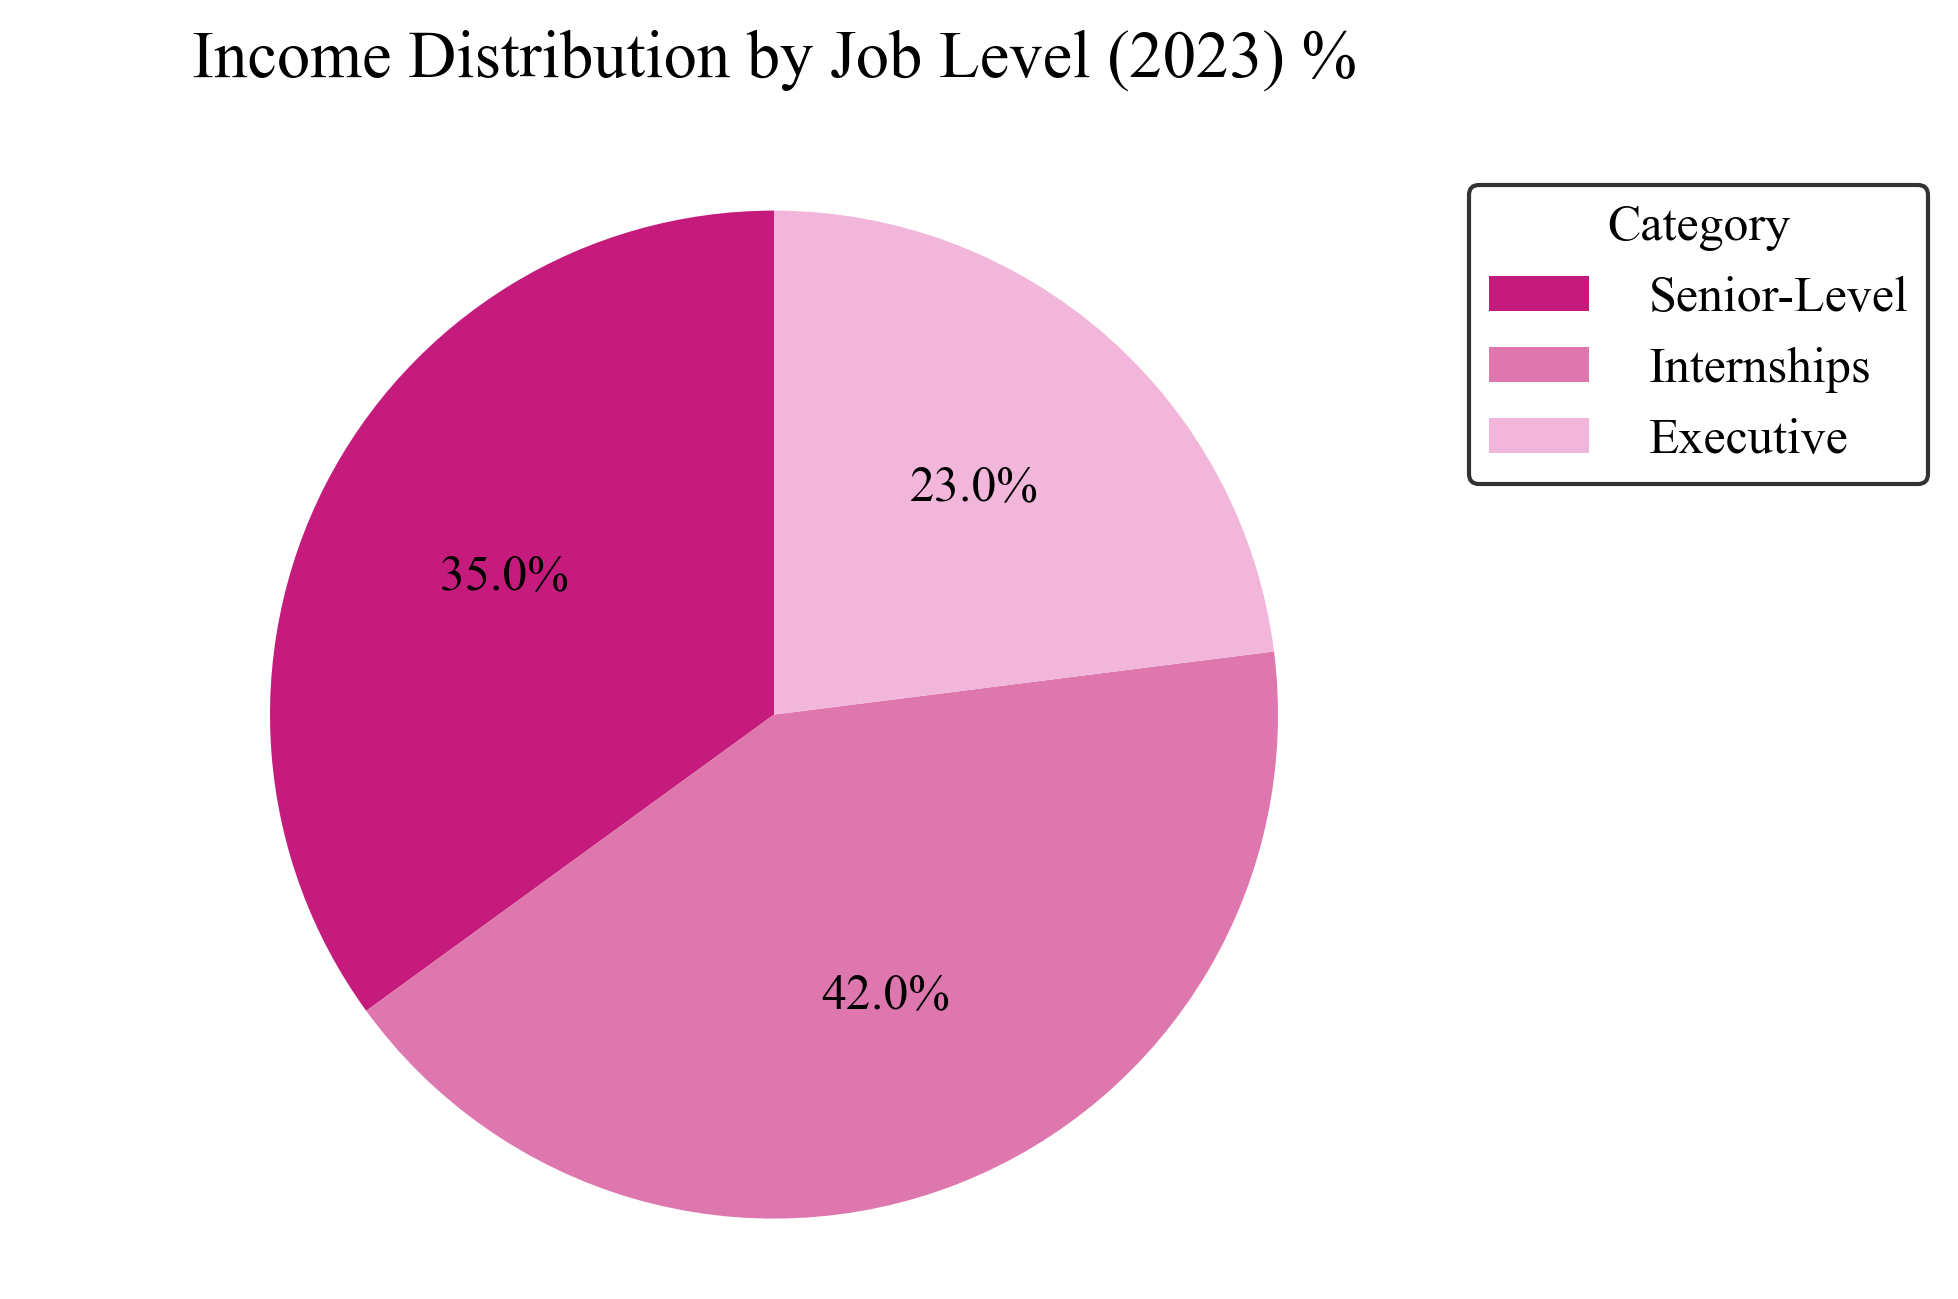 Income Distribution by Job Level (2023) %
Category
Senior-Level
Internships
Executive
23.0%
35.0%
42.0%